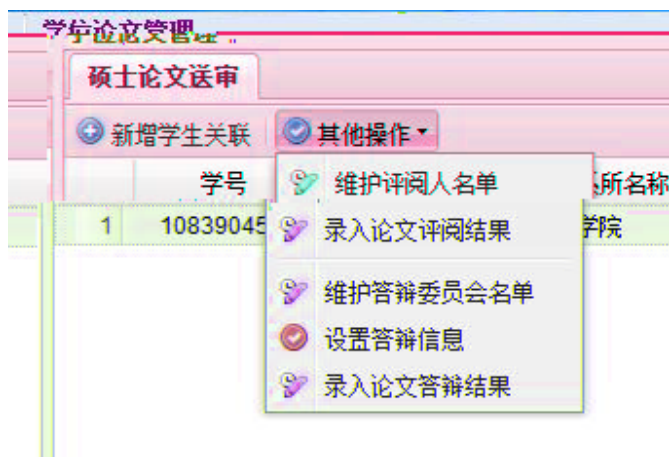 学位论文管理
硕士论文送审
新增学生关联 其他操作
学号 系所名称
维护评阅人名单
1 10839045 学院
录入论文评阅结果
维护答辩委员会名单
设置答辩信息
录入论文答辩结果